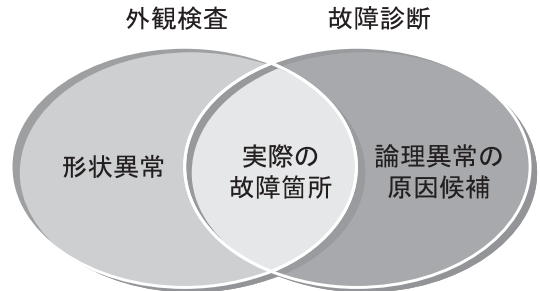 外観検査
故障診断
形状異常
実際の
故障箇所
論理異常の
原因候補